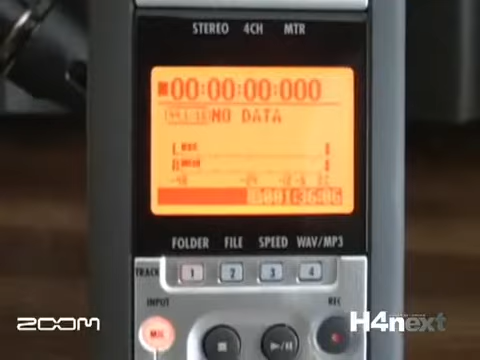 STEREO 4CH MTR
00:00:00:000
NO DATA
L
R
-48
FOLDER FILE SPEED WAV/MP3
TRACK 1 2 3 4
INPUT
REC
MIC
ZOOM
H4next